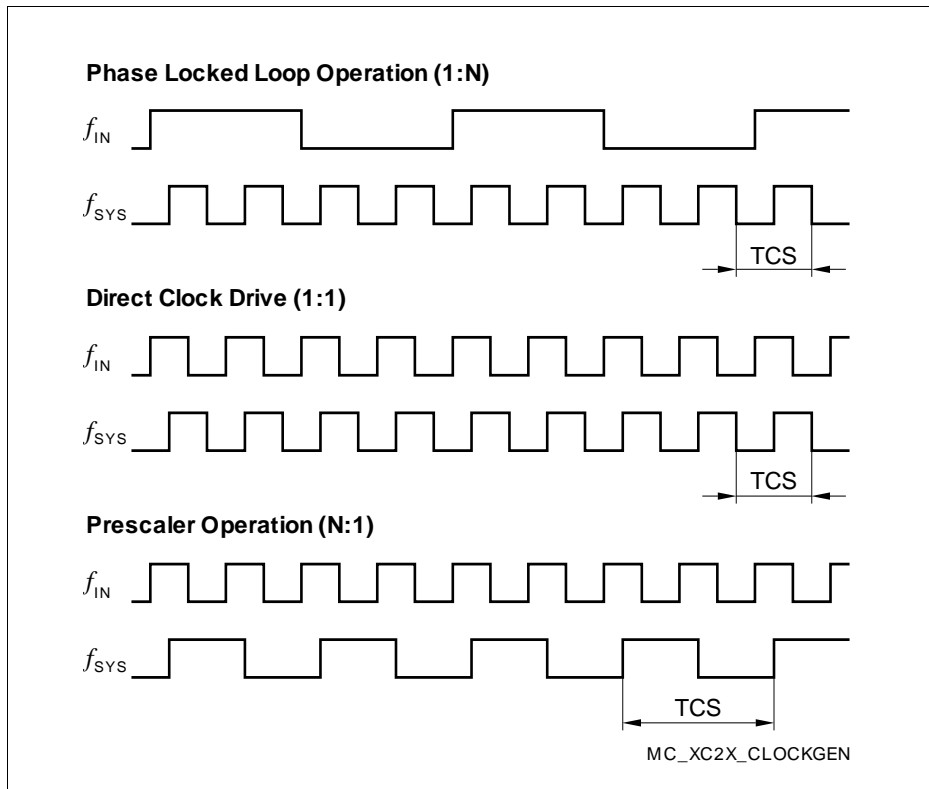 Phase Locked Loop Operation (1:N)
fIN
fSYS
TCS
Direct Clock Drive (1:1)
fIN
fSYS
TCS
Prescaler Operation (N:1)
fIN
fSYS
TCS
MC_XC2X_CLOCKGEN